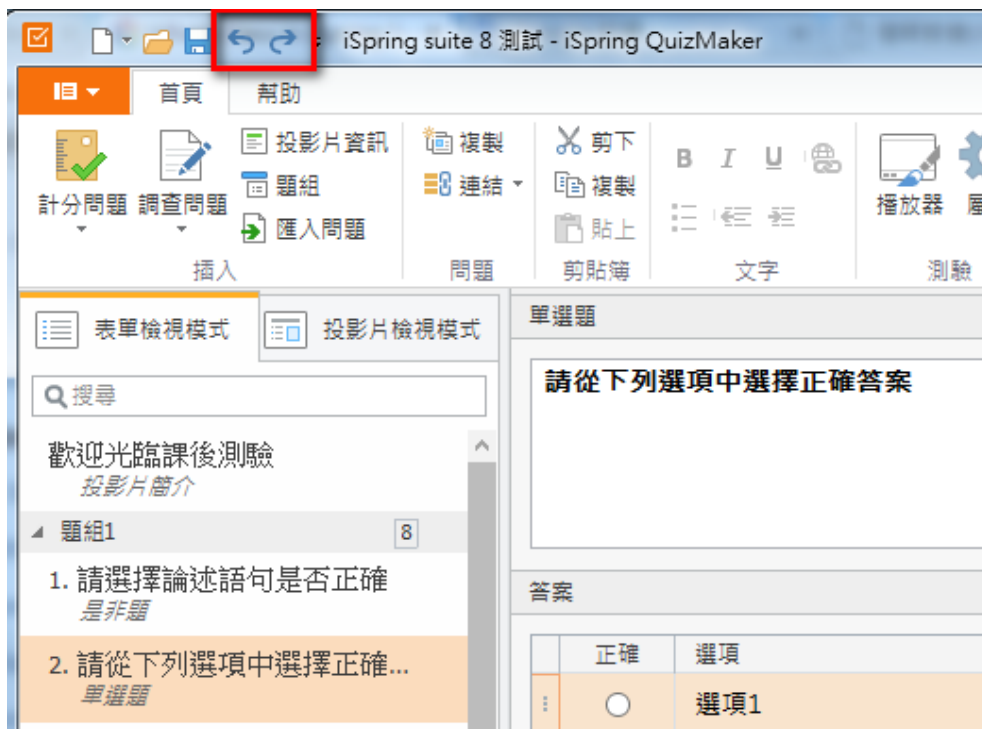 iSpring suite 8 測試 - iSpring QuizMaker
首頁 幫助
計分問題 調查問題 投影片資訊 題組 匯入問題
插入
複製 連結
問題
剪下 複製 貼上
剪貼簿
B I U
文字
播放器
測驗
表單檢視模式 投影片檢視模式
搜尋
歡迎光臨課後測驗
投影片簡介
題組1 8
1. 請選擇論述語句是否正確
是非題
2. 請從下列選項中選擇正確...
單選題
單選題
請從下列選項中選擇正確答案
答案
正確 選項
選項1